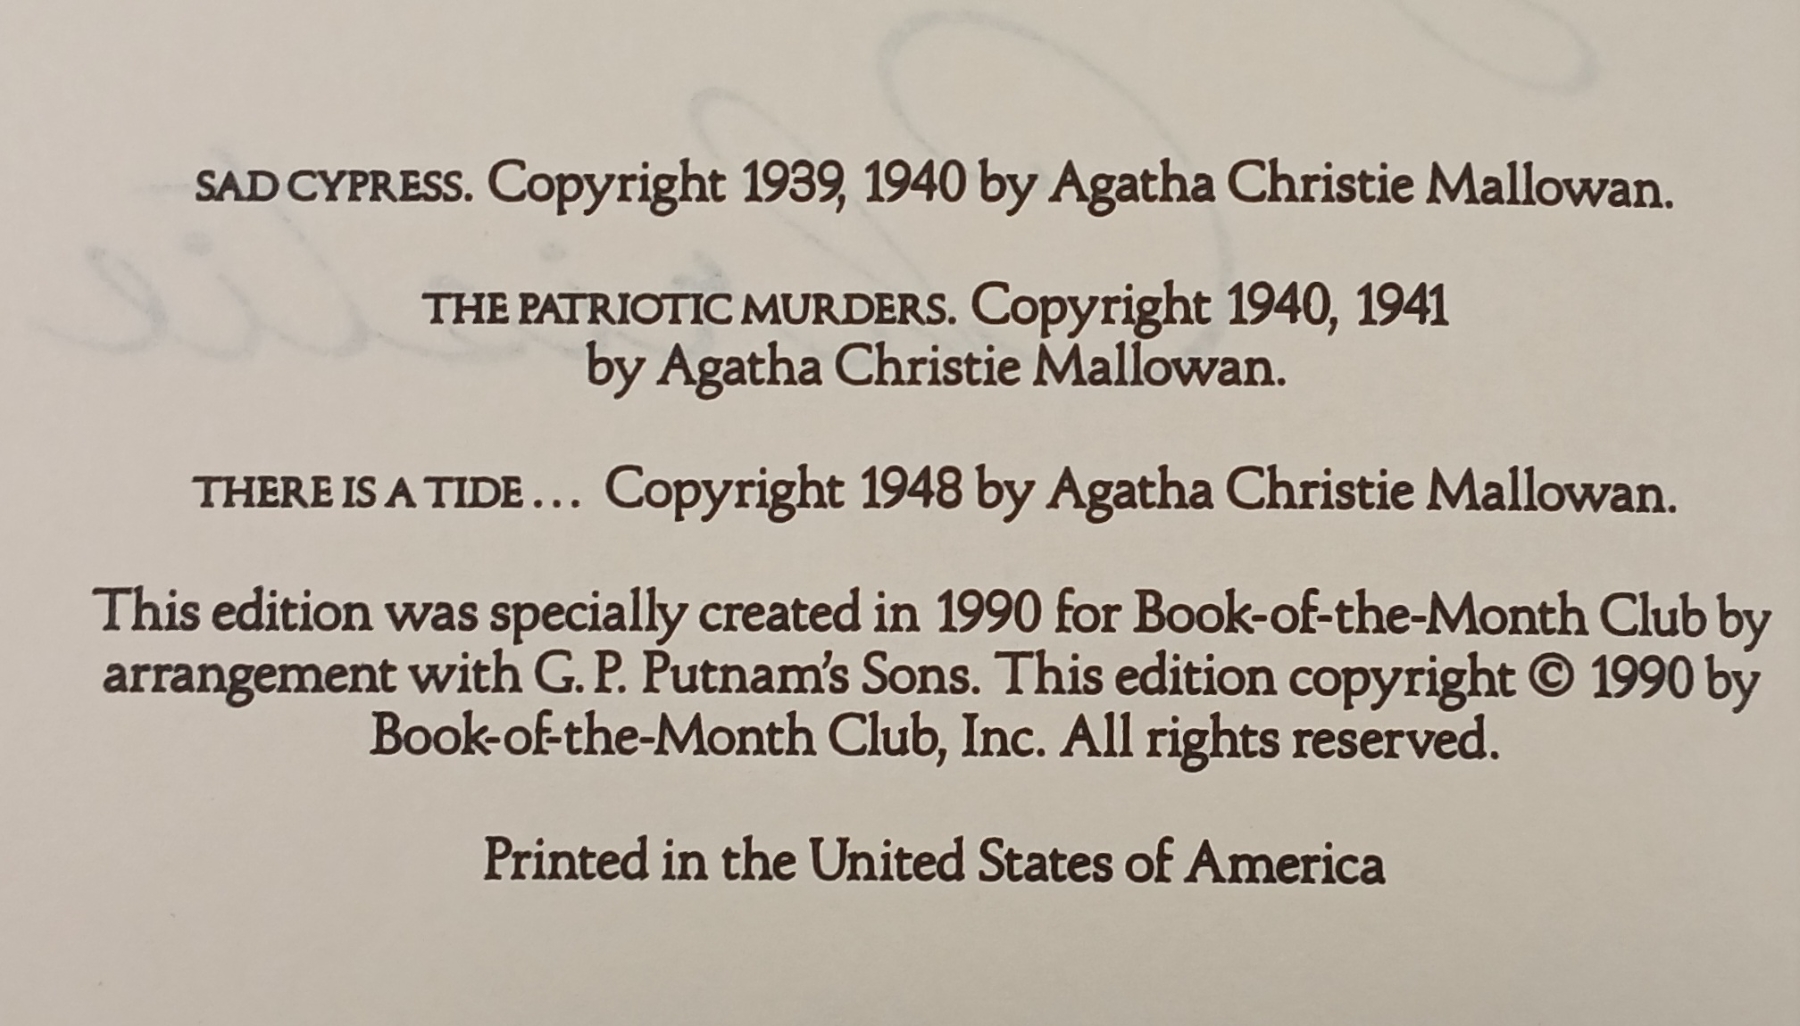 SAD CYPRESS. Copyright 1939, 1940 by Agatha Christie Mallowan.
THE PATRIOTIC MURDERS. Copyright 1940, 1941
by Agatha Christie Mallowan.
THERE IS A TIDE... Copyright 1948 by Agatha Christie Mallowan.
This edition was specially created in 1990 for Book-of-the-Month Club by
arrangement with G. P. Putnam's Sons. This edition copyright © 1990 by
Book-of-the-Month Club, Inc. All rights reserved.
Printed in the United States of America